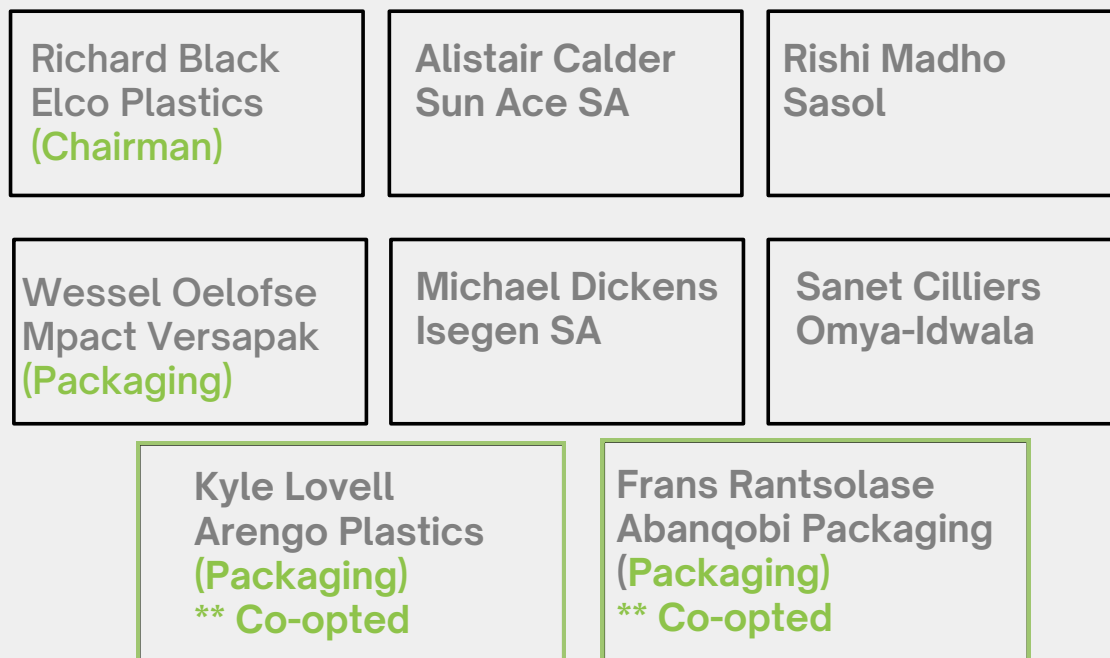 Richard Black
Elco Plastics
(Chairman)
Alistair Calder
Sun Ace SA
Rishi Madho
Sasol
Wessel Oelofse
Mpact Versapak
(Packaging)
Michael Dickens
Isegen SA
Sanet Cilliers
Omya-Idwala
Kyle Lovell
Arengo Plastics
(Packaging)
** Co-opted
Frans Rantsolase
Abanqobi Packaging
(Packaging)
** Co-opted